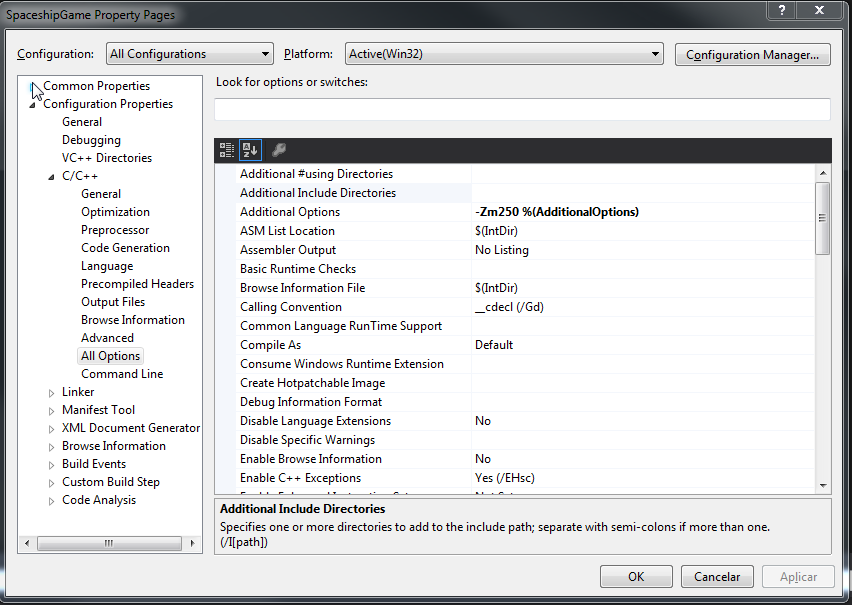 SpaceshipGame Property Pages
Configuration: All Configurations Platform: Active(Win32) Configuration Manager...
Common Properties
Configuration Properties
General
Debugging
VC++ Directories
C/C++
General
Optimization
Preprocessor
Code Generation
Language
Precompiled Headers
Output Files
Browse Information
Advanced
All Options
Command Line
Linker
Manifest Tool
XML Document Generator
Browse Information
Build Events
Custom Build Step
Code Analysis
Look for options or switches:
Additional #using Directories
Additional Include Directories
Additional Options -Zm250 %(AdditionalOptions)
ASM List Location $(IntDir)
Assembler Output No Listing
Basic Runtime Checks
Browse Information File $(IntDir)
Calling Convention __cdecl (/Gd)
Common Language RunTime Support
Compile As Default
Consume Windows Runtime Extension
Create Hotpatchable Image
Debug Information Format
Disable Language Extensions No
Disable Specific Warnings
Enable Browse Information No
Enable C++ Exceptions Yes (/EHsc)
Additional Include Directories
Specifies one or more directories to add to the include path; separate with semi-colons if more than one.
(/I[path])
OK Cancelar Aplicar